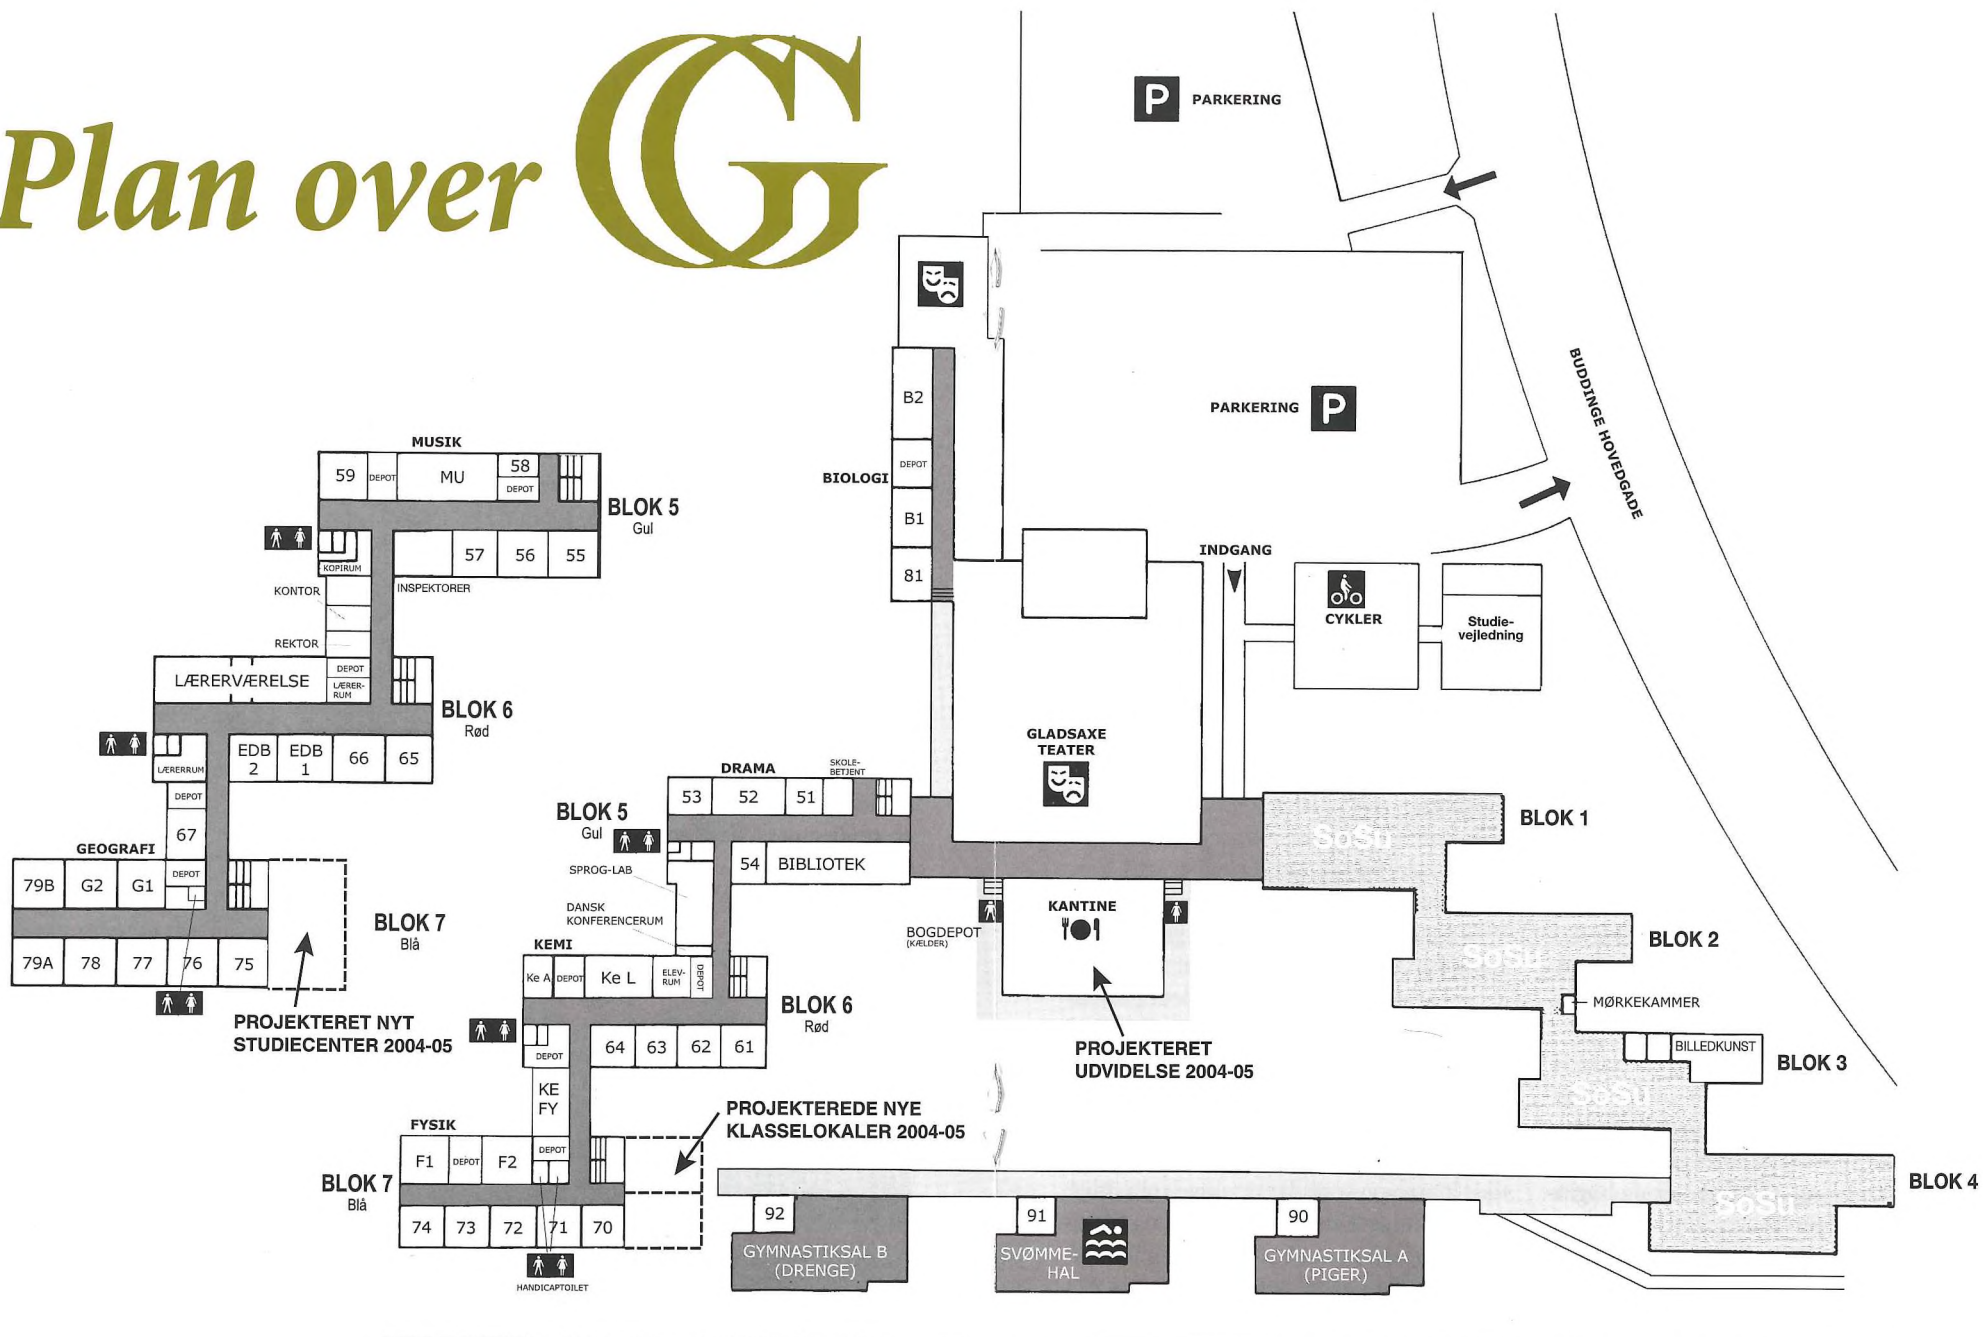 Plan over GG
P PARKERING
PARKERING P
BUDDINGE HOVEDGADE
B2
DEPOT
BIOLOGI
B1
81
INDGANG
CYKLER
Studie-
vejledning
GLADSAXE
TEATER
MUSIK
59
DEPOT
MU
58
DEPOT
BLOK 5
Gul
57
56
55
KOPIRUM
KONTOR
INSPEKTORER
REKTOR
DEPOT
LÆRER-
RUM
LÆRERVÆRELSE
BLOK 6
Rød
EDB
2
EDB
1
66
65
LÆRERRUM
DEPOT
67
DEPOT
GEOGRAFI
79B
G2
G1
BLOK 7
Blå
79A
78
77
76
75
PROJEKTERET NYT
STUDIECENTER 2004-05
DRAMA
SKOLE-
BETJENT
53
52
51
BLOK 5
Gul
54
BIBLIOTEK
SPROG-LAB
DANSK
KONFERENCERUM
KEMI
Ke A
DEPOT
Ke L
ELEV-
RUM
DEPOT
BLOK 6
Rød
64
63
62
61
DEPOT
KE
FY
DEPOT
FYSIK
F1
DEPOT
F2
BLOK 7
Blå
74
73
72
71
70
HANDICAPTOILET
PROJEKTEREDE NYE
KLASSELOKALER 2004-05
BOGDEPOT
(KÆLDER)
KANTINE
PROJEKTERET
UDVIDELSE 2004-05
SoSu
BLOK 1
SoSu
BLOK 2
MØRKEKAMMER
BILLEDKUNST
BLOK 3
SoSu
BLOK 4
SoSu
92
GYMNASTIKSAL B
(DRENGE)
91
SVØMME-
HAL
90
GYMNASTIKSAL A
(PIGER)